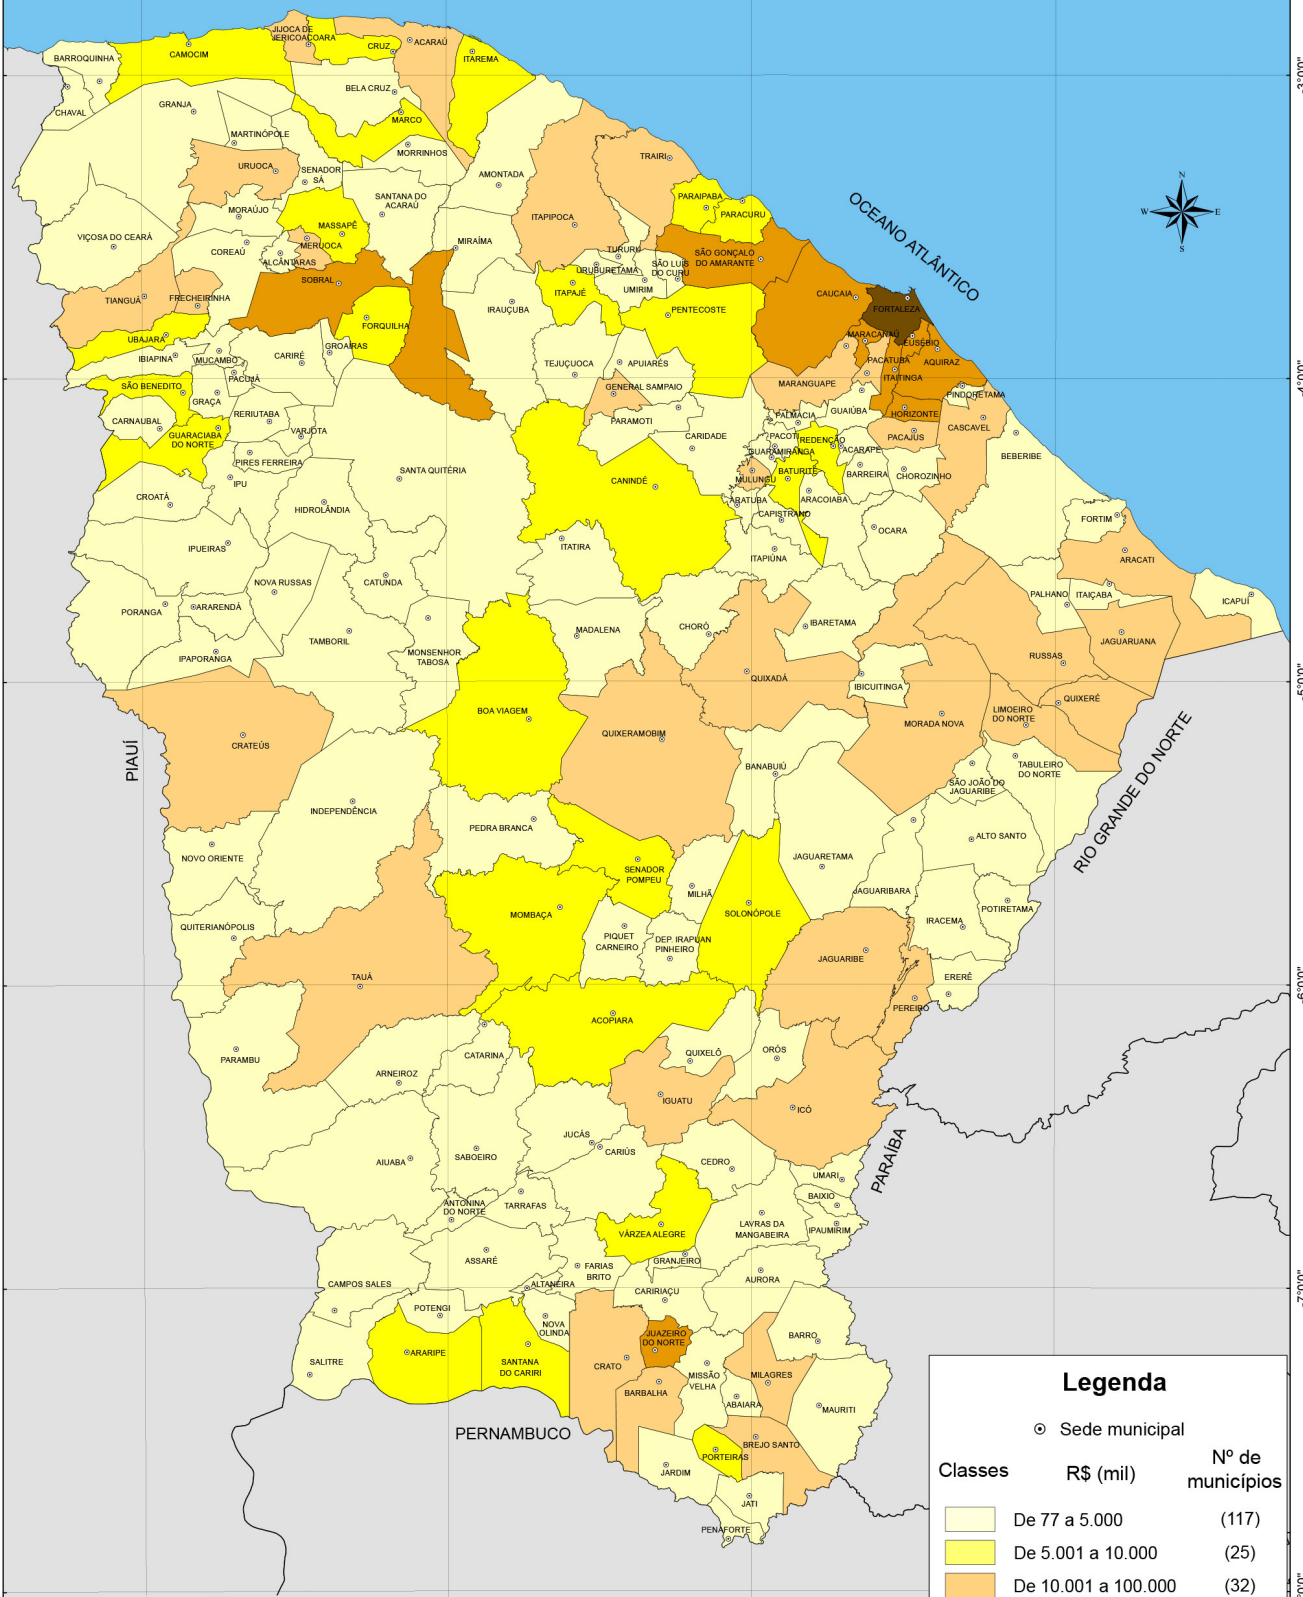 JIJOCA DE
JERICOACOARA
CRUZ
ACARAÚ
BARROQUINHA
CAMOCIM
ITAREMA
BELA CRUZ
CHAVAL
GRANJA
MARCO
MARTINÓPOLE
MORRINHOS
URUOCA
SENADOR
SÁ
AMONTADA
TRAIRI
SANTANA DO
ACARAÚ
PARAIPABA
PARACURU
MORAÚJO
MASSAPÊ
ITAPIPOCA
OCEANO ATLÂNTICO
N
W
E
S
VIÇOSA DO CEARÁ
COREAÚ
MERUOCA
ALCÂNTARAS
MIRAÍMA
TURURU
URUBURETAMA
SÃO LUIS
DO CURU
SÃO GONÇALO
DO AMARANTE
SOBRAL
ITAPAJÉ
UMIRIM
TIANGUÁ
FRECHEIRINHA
CAUCAIA
FORTALEZA
IRAUÇUBA
PENTECOSTE
FORQUILHA
UBAJARA
MARACANAÚ
EUSÉBIO
GROAÍRAS
IBIAPINA
MUCAMBO
CARIRÉ
TEJUÇUOCA
APUIARÉS
PACATUBA
AQUIRAZ
PACUJÁ
ITAITINGA
SÃO BENEDITO
GENERAL SAMPAIO
MARANGUAPE
PINDORETAMA
GRAÇA
CARNAUBAL
RERIUTABA
PARAMOTI
PALMÁCIA
GUAIÚBA
HORIZONTE
GUARACIABA
DO NORTE
VARJOTA
CARIDADE
PACOTI
REDENÇÃO
PACAJUS
CASCAVEL
GUARAMIRANGA
ACARAPE
PIRES FERREIRA
SANTA QUITÉRIA
BEBERIBE
MULUNGU
BATURITÉ
BARREIRA
CHOROZINHO
IPU
CANINDÉ
CROATÁ
ARATUBA
ARACOIABA
HIDROLÂNDIA
CAPISTRANO
FORTIM
OCARA
IPUEIRAS
ITATIRA
ITAPIÚNA
ARACATI
NOVA RUSSAS
CATUNDA
PALHANO
ITAIÇABA
ICAPUÍ
PORANGA
ARARENDÁ
IBARETAMA
MADALENA
CHORÓ
TAMBORIL
JAGUARUANA
MONSENHOR
TABOSA
IPAPORANGA
RUSSAS
QUIXADÁ
IBICUITINGA
QUIXERÉ
BOA VIAGEM
LIMOEIRO
DO NORTE
MORADA NOVA
CRATEÚS
QUIXERAMOBIM
PIAUÍ
RIO GRANDE DO NORTE
BANABUIÚ
TABULEIRO
DO NORTE
SÃO JOÃO DO
JAGUARIBE
INDEPENDÊNCIA
PEDRA BRANCA
ALTO SANTO
NOVO ORIENTE
JAGUARETAMA
SENADOR
POMPEU
MILHÃ
JAGUARIBARA
POTIRETAMA
MOMBAÇA
SOLONÓPOLE
IRACEMA
QUITERIANÓPOLIS
PIQUET
CARNEIRO
DEP. IRAPUAN
PINHEIRO
JAGUARIBE
TAUÁ
ERERÊ
PEREIRO
ACOPIARA
PARAMBU
CATARINA
QUIXELÔ
ORÓS
ARNEIROZ
IGUATU
ICÓ
JUCÁS
CARIÚS
PARAÍBA
AIUABA
SABOEIRO
CEDRO
UMARI
BAIXIO
ANTONINA
DO NORTE
TARRAFAS
LAVRAS DA
MANGABEIRA
IPAUMIRIM
VÁRZEA ALEGRE
ASSARÉ
GRANJEIRO
FARIAS
BRITO
AURORA
CAMPOS SALES
ALTANEIRA
CARIRIAÇU
POTENGI
NOVA
OLINDA
JUAZEIRO
DO NORTE
BARRO
ARARIPE
SALITRE
SANTANA
DO CARIRI
CRATO
MISSÃO
VELHA
MILAGRES
BARBALHA
ABAIARA
MAURITI
PERNAMBUCO
BREJO SANTO
PORTEIRAS
JARDIM
JATI
PENAFORTE
Legenda
Sede municipal
Classes R$ (mil) Nº de
municípios
De 77 a 5.000 (117)
De 5.001 a 10.000 (25)
De 10.001 a 100.000 (32)